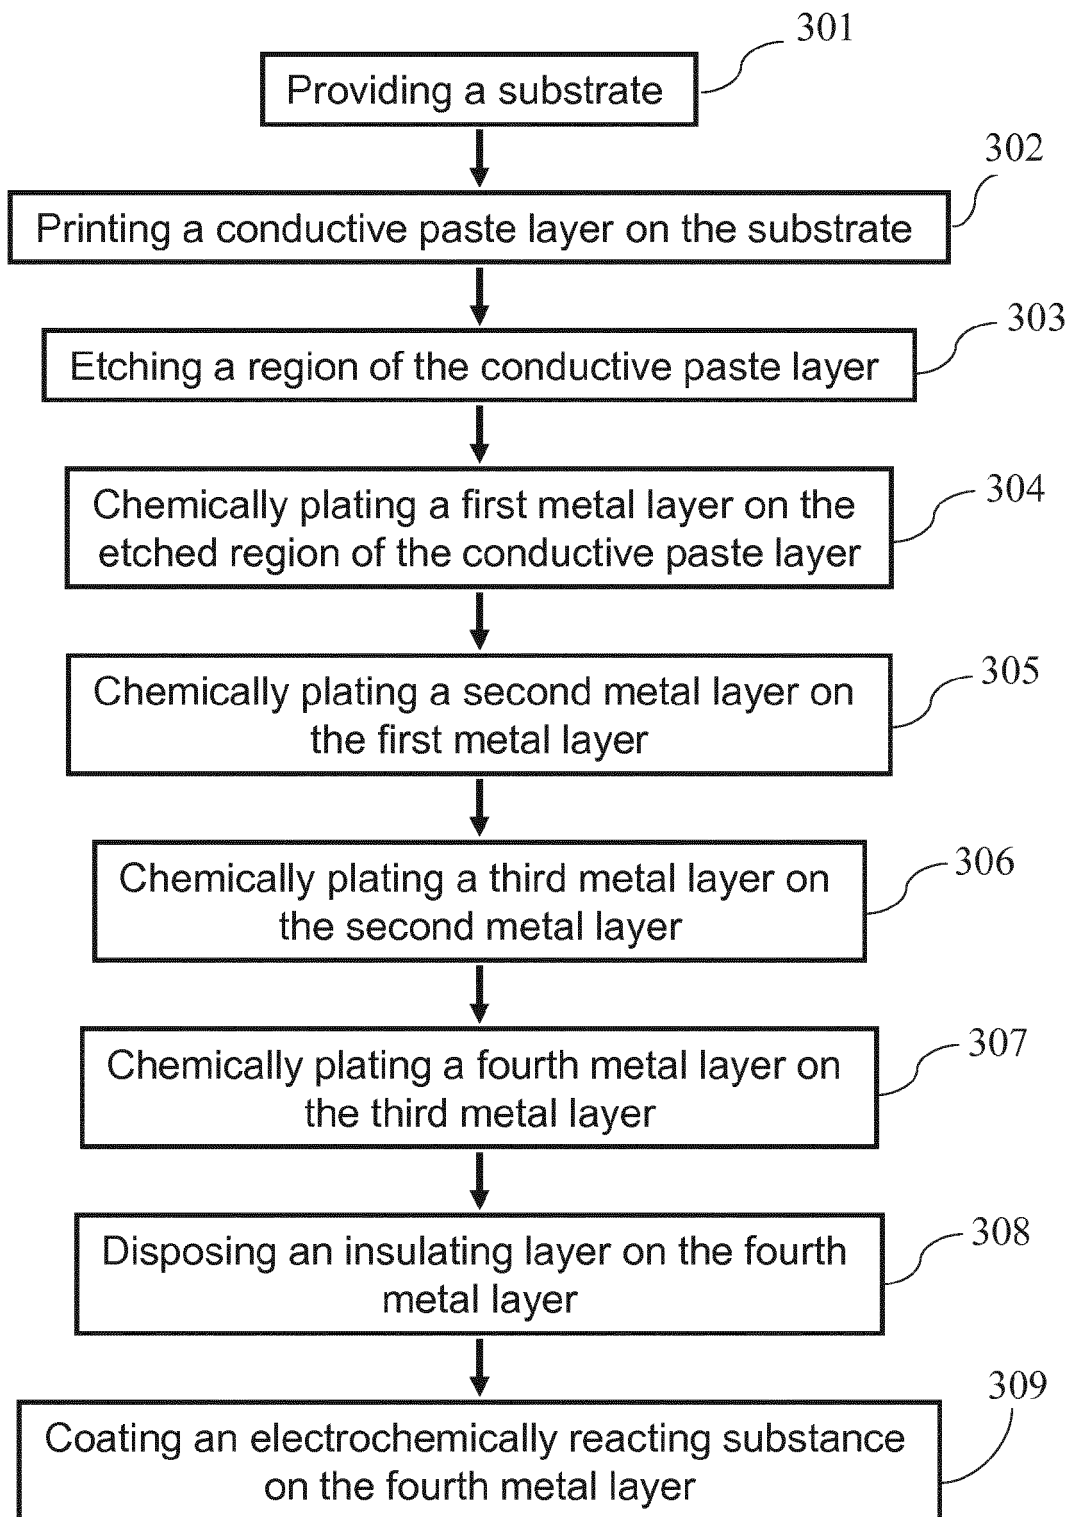 301
Providing a substrate
302
Printing a conductive paste layer on the substrate
303
Etching a region of the conductive paste layer
304
Chemically plating a first metal layer on the
etched region of the conductive paste layer
305
Chemically plating a second metal layer on
the first metal layer
306
Chemically plating a third metal layer on
the second metal layer
307
Chemically plating a fourth metal layer on
the third metal layer
308
Disposing an insulating layer on the fourth
metal layer
309
Coating an electrochemically reacting substance
on the fourth metal layer